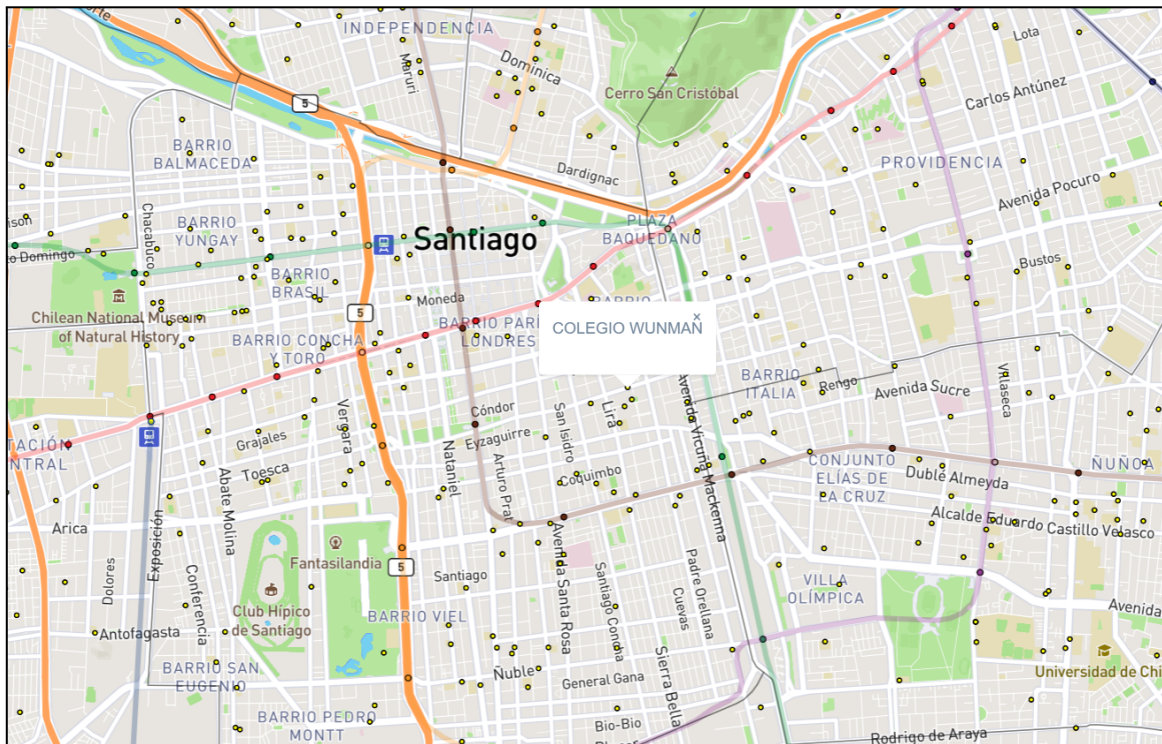 INDEPENDENCIA
Maruri
Dominica
Lota
Cerro San Cristóbal
Carlos Antúnez
5
BARRIO
BALMACEDA
PROVIDENCIA
Dardignac
Avenida Pocuro
Chacabuco
BARRIO
YUNGAY
PLAZA
BAQUEDANO
Santiago
Domingo
Bustos
BARRIO
BRASIL
Moneda
Chilean National Museum
of Natural History
5
BARRIO
COLEGIO WUNMAN
×
BARRIO PARÍ
LONDRES
BARRIO CONCHA
Y TORO
BARRIO
ITALIA
Rengo
Avenida Sucre
Villaseca
Vergara
Cóndor
San Isidro
Lira
Avenida Vicuña Mackenna
Grajales
Eyzaguirre
Nataniel
Arturo Prat
Toesca
Abate Molina
Coquimbo
CONJUNTO
ELÍAS DE
LA CRUZ
Dublé Almeyda
ÑUÑOA
Arica
Exposición
Alcalde Eduardo Castillo Velasco
Fantasilandia
Avenida Santa Rosa
5
Santiago
Dolores
Conferencia
Santiago Concha
Padre Orellana
Cuevas
VILLA
OLÍMPICA
Club Hípico
de Santiago
BARRIO VIEL
Avenida
Antofagasta
BARRIO SAN
EUGENIO
Ñuble
General Gana
Sierra Bella
Universidad de Chi
BARRIO PEDRO
MONTT
Bio-Bio
Rodrigo de Araya